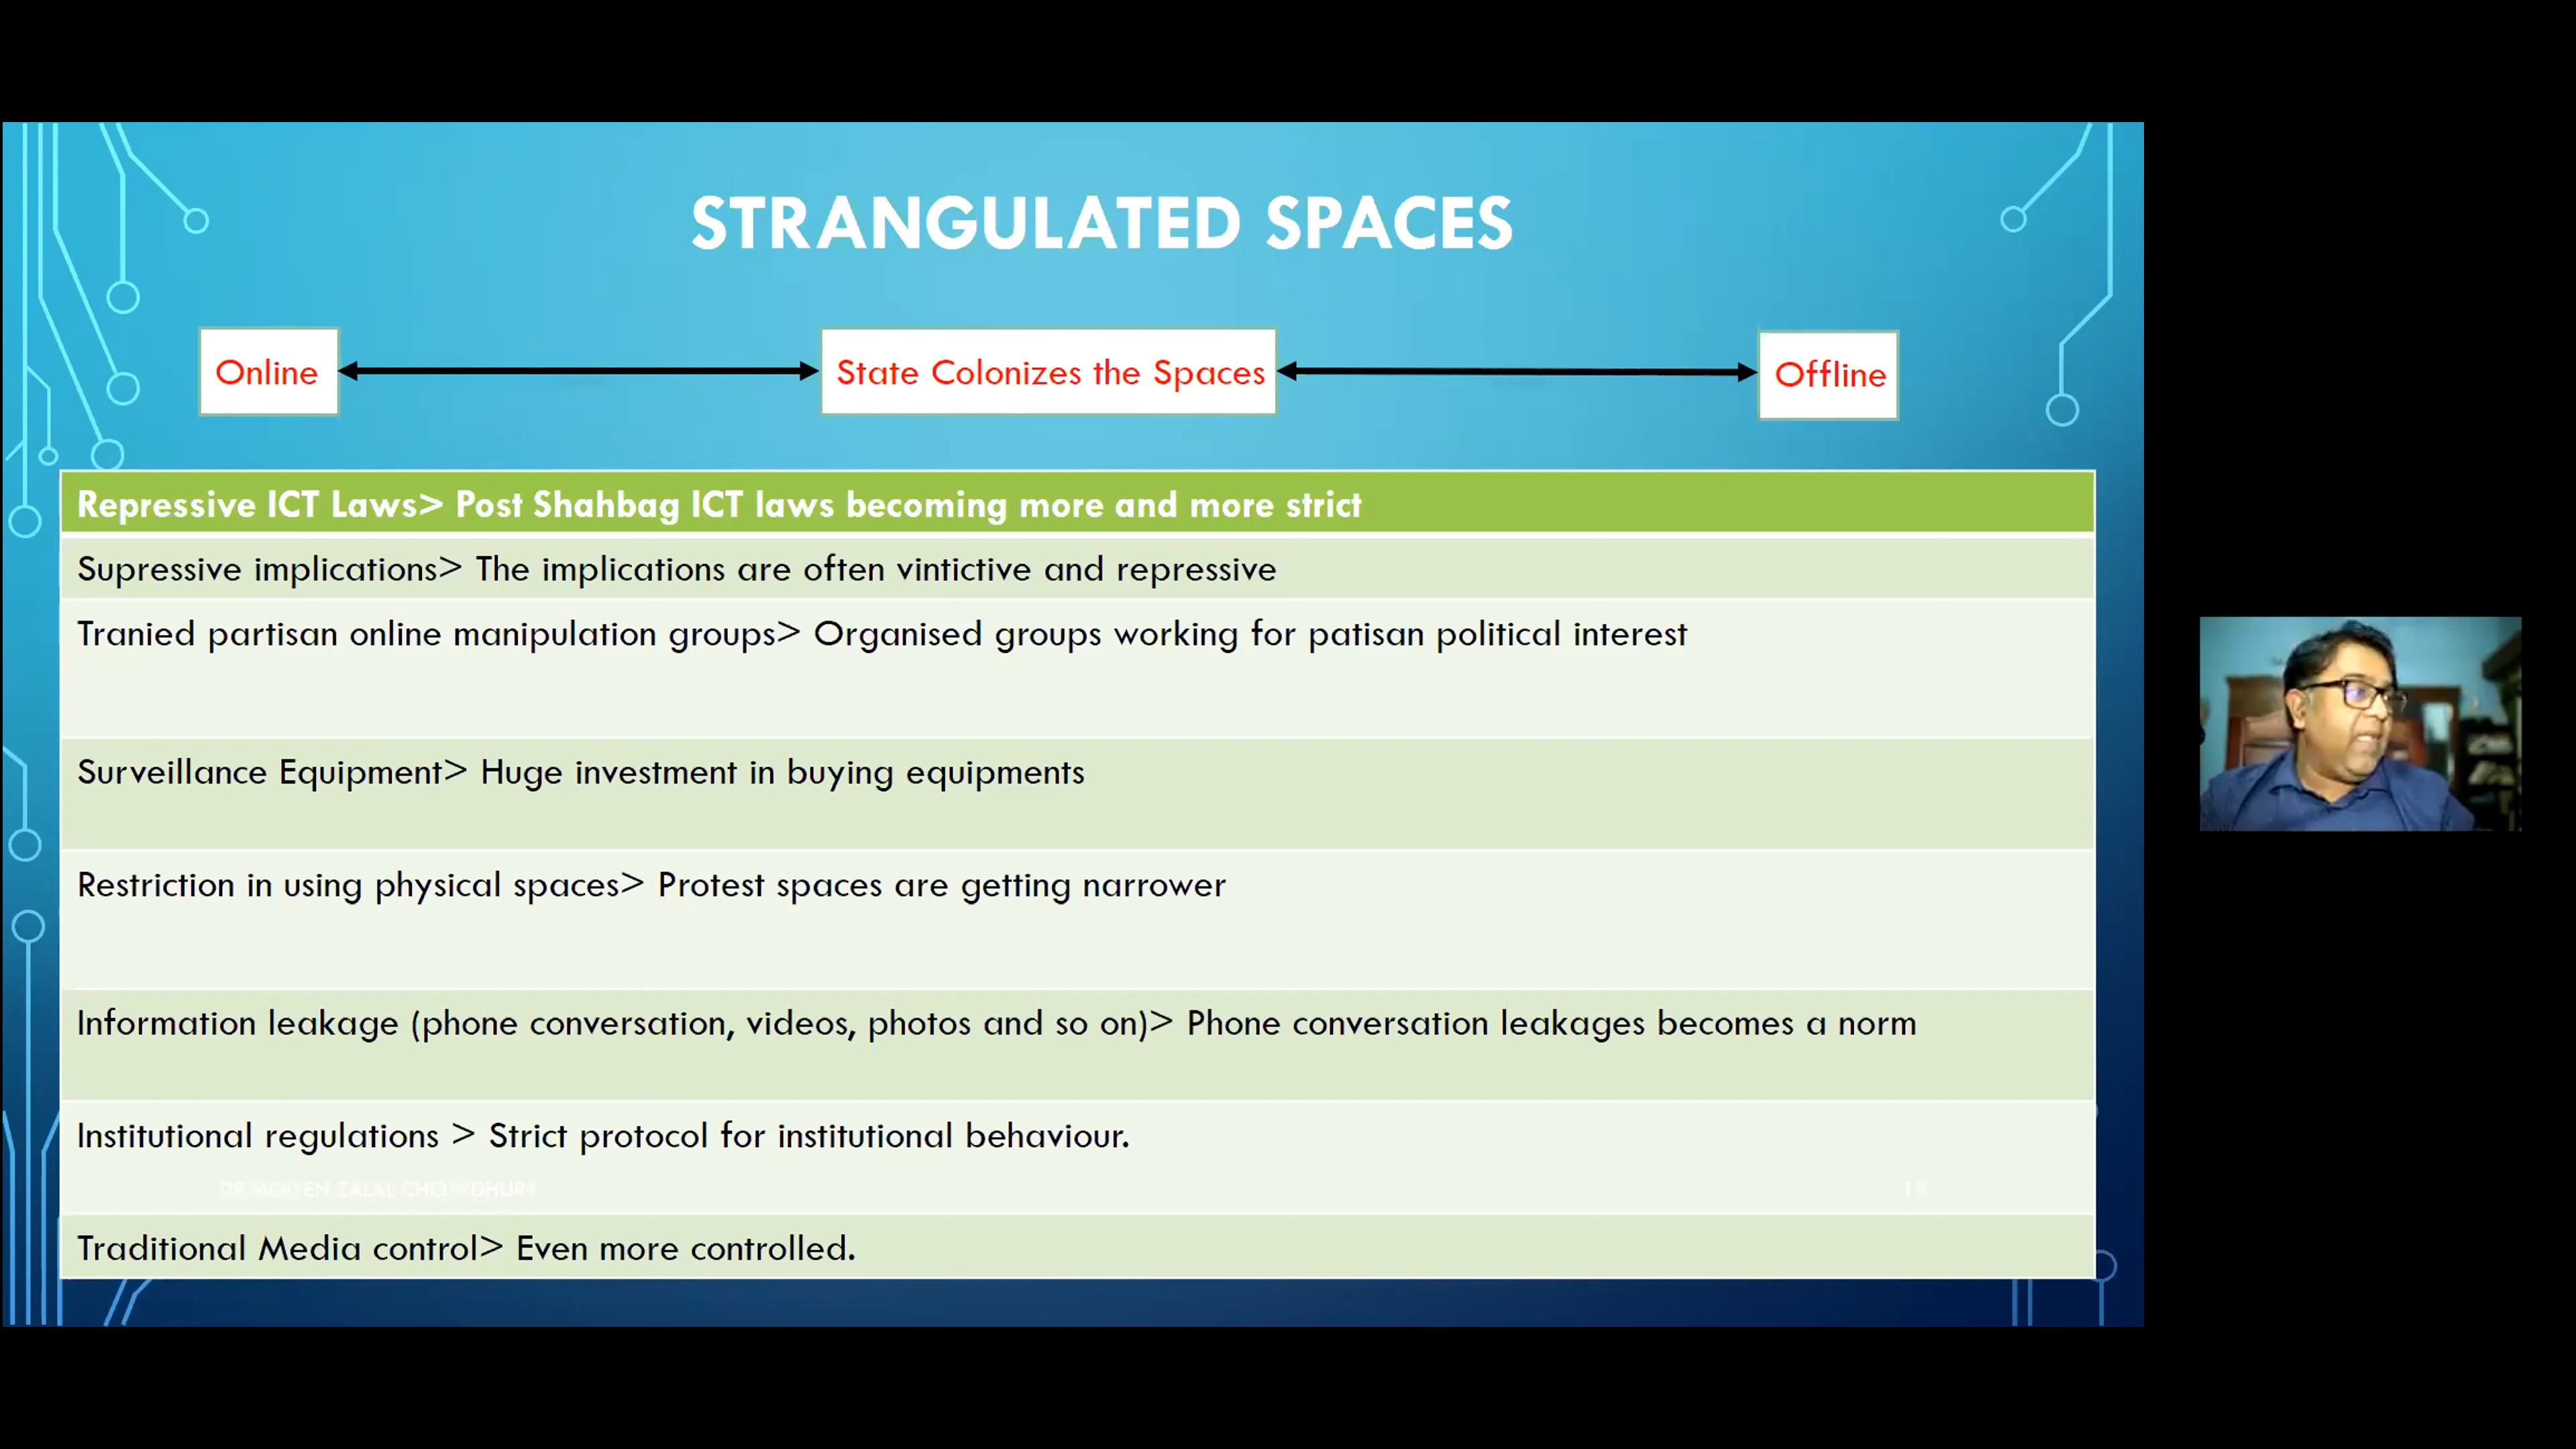 STRANGULATED SPACES
Online
State Colonizes the Spaces
Offline
Repressive ICT Laws> Post Shahbag ICT laws becoming more and more strict
Supressive implications> The implications are often vintictive and repressive
Tranied partisan online manipulation groups> Organised groups working for patisan political interest
Surveillance Equipment> Huge investment in buying equipments
Restriction in using physical spaces> Protest spaces are getting narrower
Information leakage (phone conversation, videos, photos and so on)> Phone conversation leakages becomes a norm
Institutional regulations > Strict protocol for institutional behaviour.
ZALAL CHOWDHURY
19
Traditional Media control> Even more controlled.